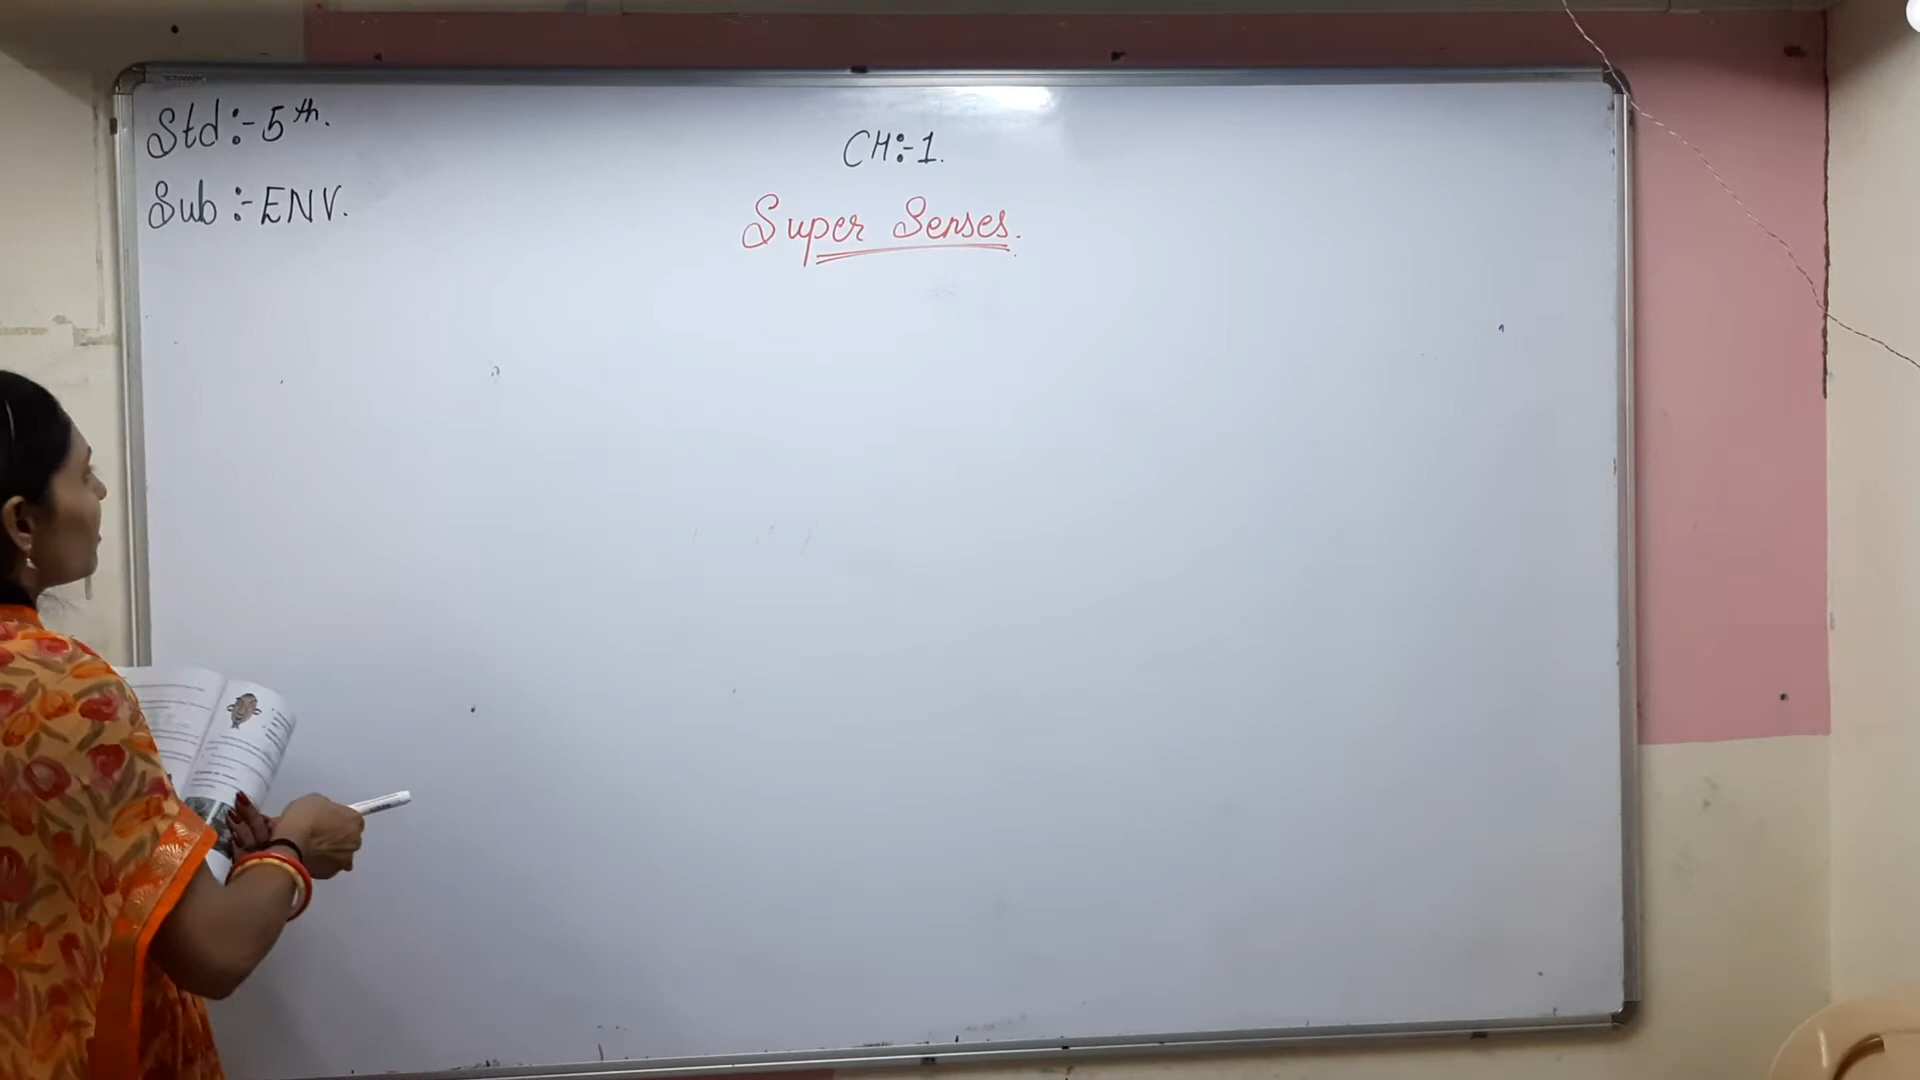 Std:- 5th.
Sub:- ENV.
CH:- 1.
Super Senses.